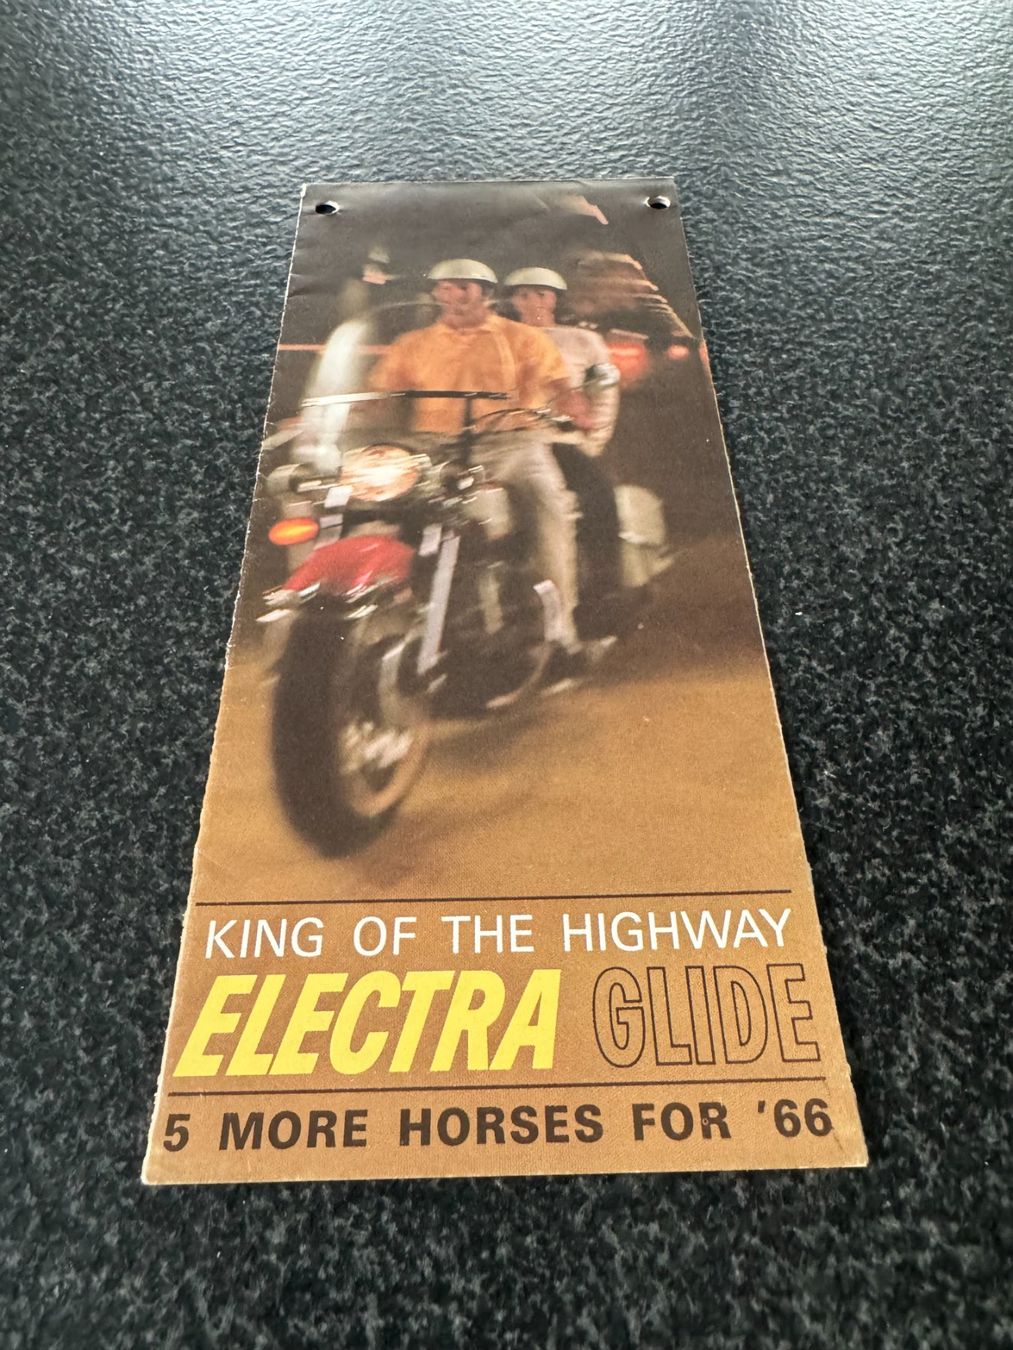 KING OF THE HIGHWAY
ELECTRA GLIDE
5 MORE HORSES FOR '66